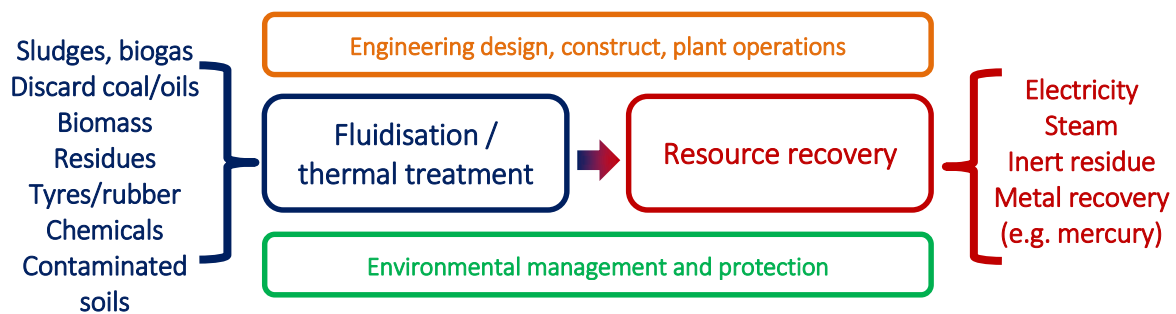 Sludges, biogas
Discard coal/oils
Biomass
Residues
Tyres/rubber
Chemicals
Contaminated
soils
Engineering design, construct, plant operations
Fluidisation /
thermal treatment
Resource recovery
Environmental management and protection
Electricity
Steam
Inert residue
Metal recovery
(e.g. mercury)